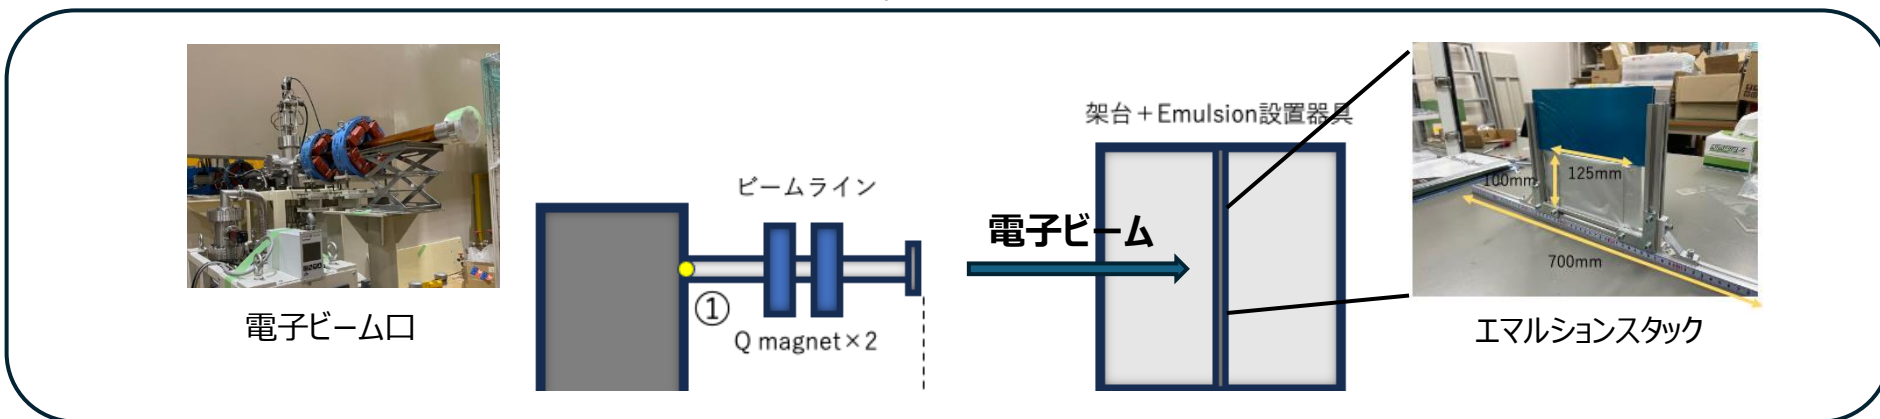 電子ビーム口
ビームライン
①
Q magnet×2
電子ビーム
架台＋Emulsion設置器具
100mm
125mm
700mm
エマルションスタック